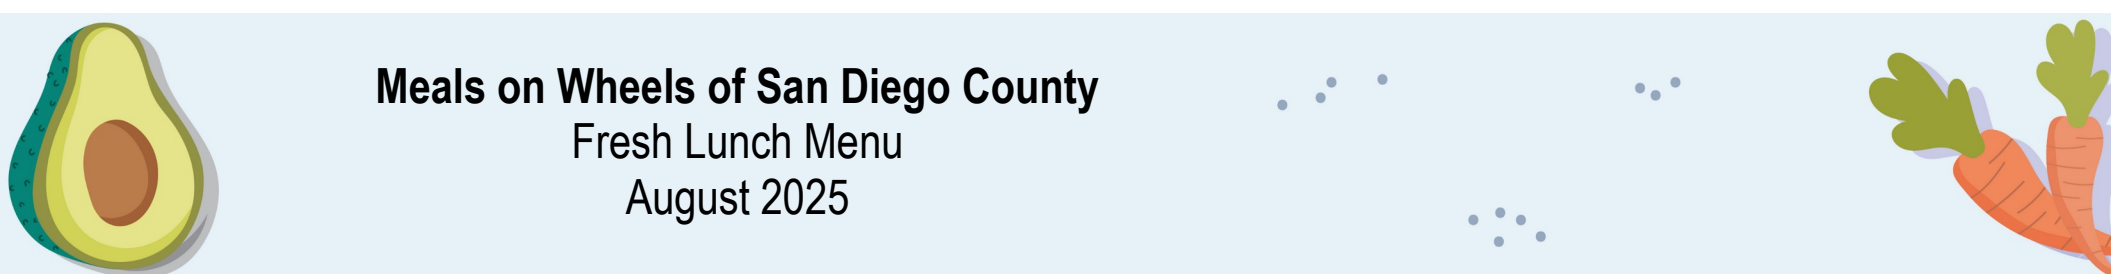 Meals on Wheels of San Diego County
Fresh Lunch Menu
August 2025